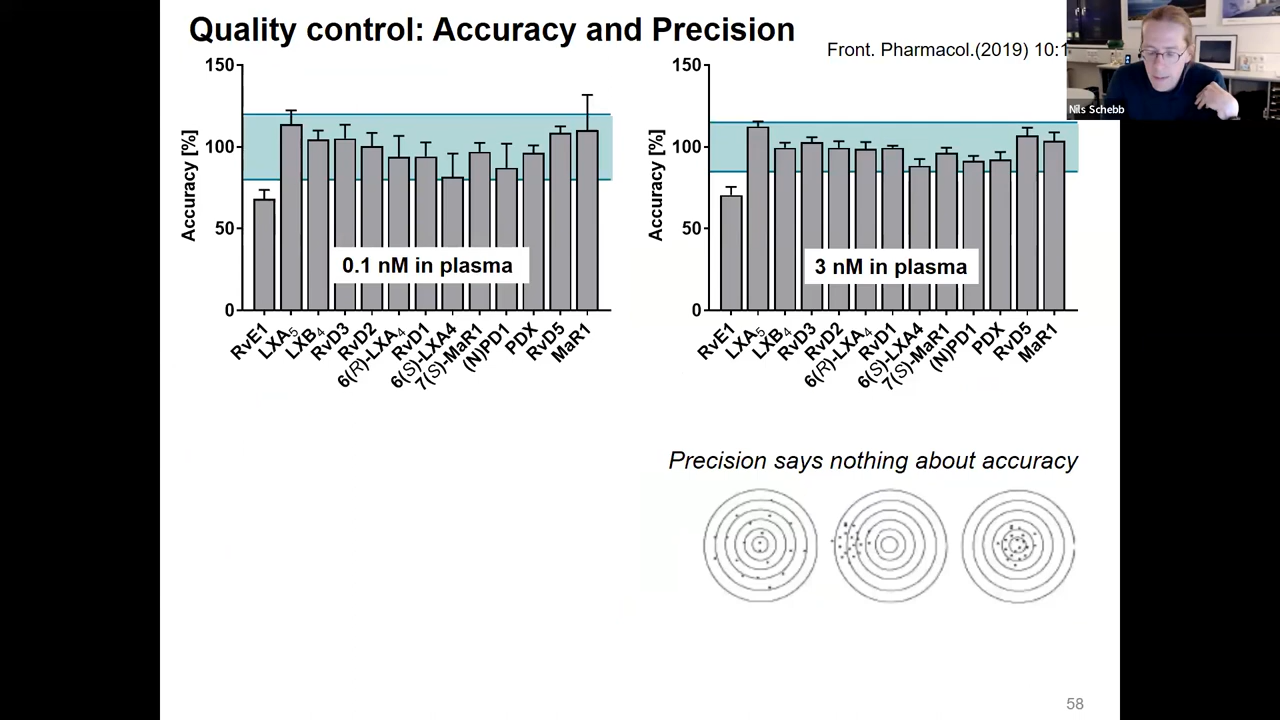 Quality control: Accuracy and Precision
Front. Pharmacol.(2019) 10:1
Nils Schebb
150
100
50
0
Accuracy [%]
0.1 nM in plasma
RvE1
LXA5
LXB4
RvD3
RvD2
6(R)-LXA4
RvD1
6(S)-LXA4
7(S)-MaR1
(N)PD1
PDX
RvD5
MaR1
150
100
50
0
Accuracy [%]
3 nM in plasma
RvE1
LXA5
LXB4
RvD3
RvD2
6(R)-LXA4
RvD1
6(S)-LXA4
7(S)-MaR1
(N)PD1
PDX
RvD5
MaR1
Precision says nothing about accuracy
58